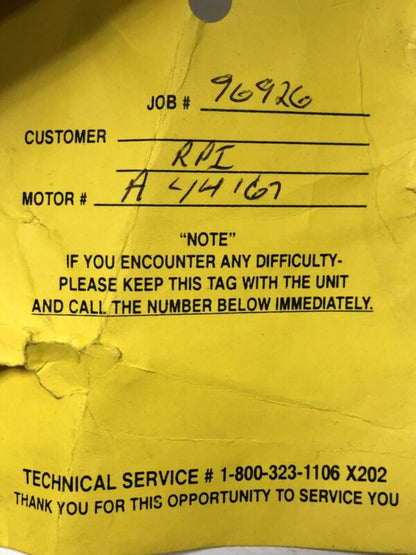 JOB # 96926
CUSTOMER
RPI
MOTOR # A 44167
"NOTE"
IF YOU ENCOUNTER ANY DIFFICULTY-
PLEASE KEEP THIS TAG WITH THE UNIT
AND CALL THE NUMBER BELOW IMMEDIATELY.
TECHNICAL SERVICE # 1-800-323-1106 X202
THANK YOU FOR THIS OPPORTUNITY TO SERVICE YOU